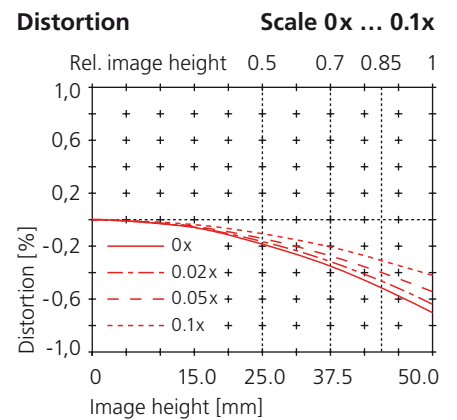 Distortion Scale 0x … 0.1x
Rel. image height 0.5 0.7 0.85 1
1,0
0,6
0,2
-0,2
-0,6
-1,0
Distortion [%]
0x
0.02x
0.05x
0.1x
0 15.0 25.0 37.5 50.0
Image height [mm]